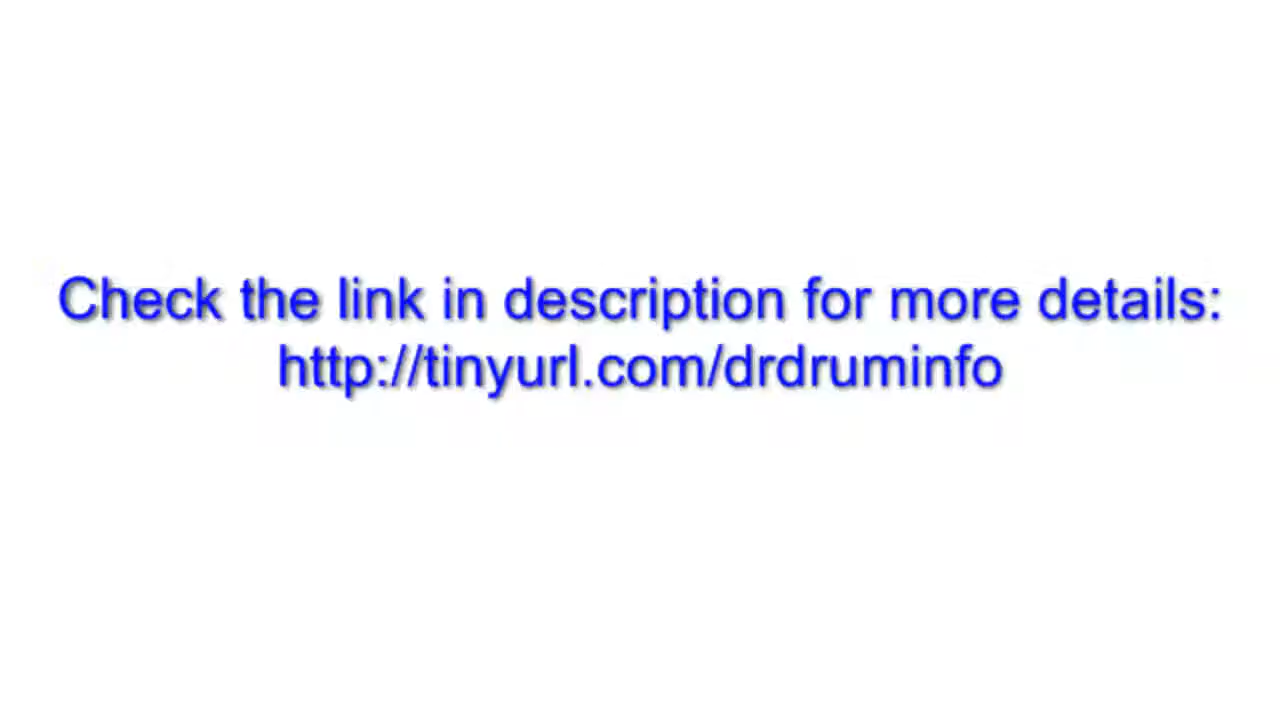 Check the link in description for more details:
http://tinyurl.com/drdruminfo